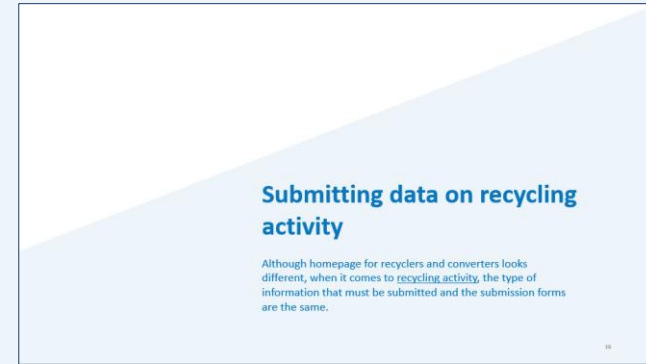 Submitting data on recycling
activity
Although homepage for recyclers and converters looks
different, when it comes to recycling activity, the type of
information that must be submitted and the submission forms
are the same.
16